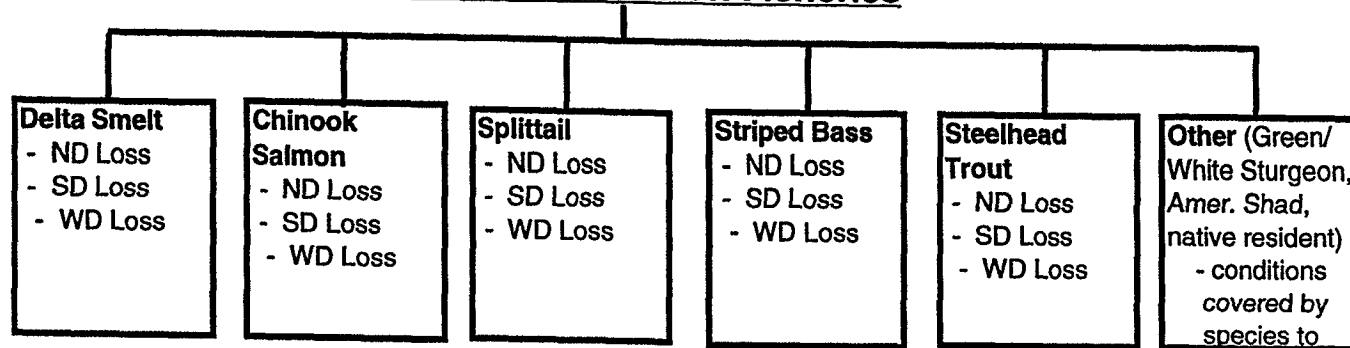 Delta Smelt
- ND Loss
- SD Loss
- WD Loss
Chinook
Salmon
- ND Loss
- SD Loss
- WD Loss
Splittail
- ND Loss
- SD Loss
- WD Loss
Striped Bass
- ND Loss
- SD Loss
- WD Loss
Steelhead
Trout
- ND Loss
- SD Loss
- WD Loss
Other (Green/
White Sturgeon,
Amer. Shad,
native resident)
- conditions
covered by
species to